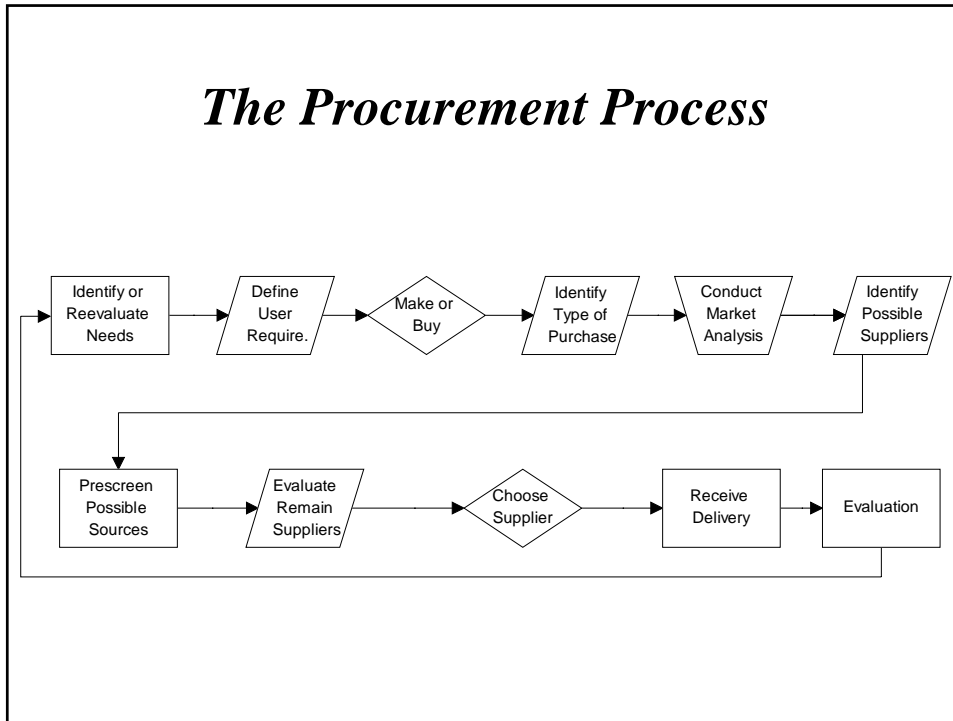 The Procurement Process
Identify or
Reevaluate
Needs
Define
User
Require.
Make or
Buy
Identify
Type of
Purchase
Conduct
Market
Analysis
Identify
Possible
Suppliers
Prescreen
Possible
Sources
Evaluate
Remain
Suppliers
Choose
Supplier
Receive
Delivery
Evaluation